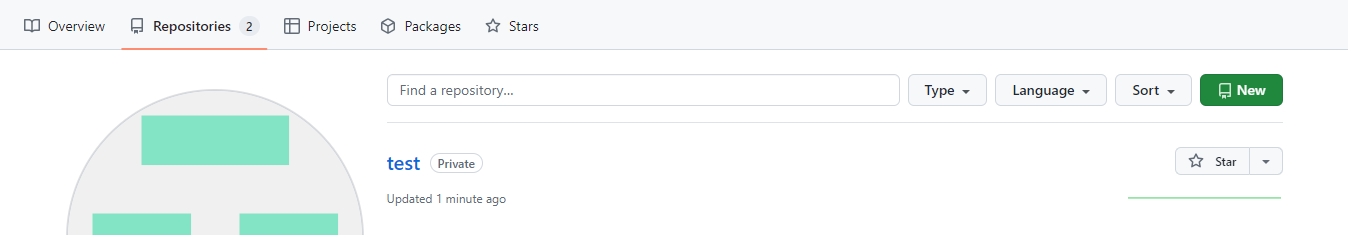 Overview Repositories 2 Projects Packages Stars
Find a repository... Type Language Sort New
test Private Star
Updated 1 minute ago